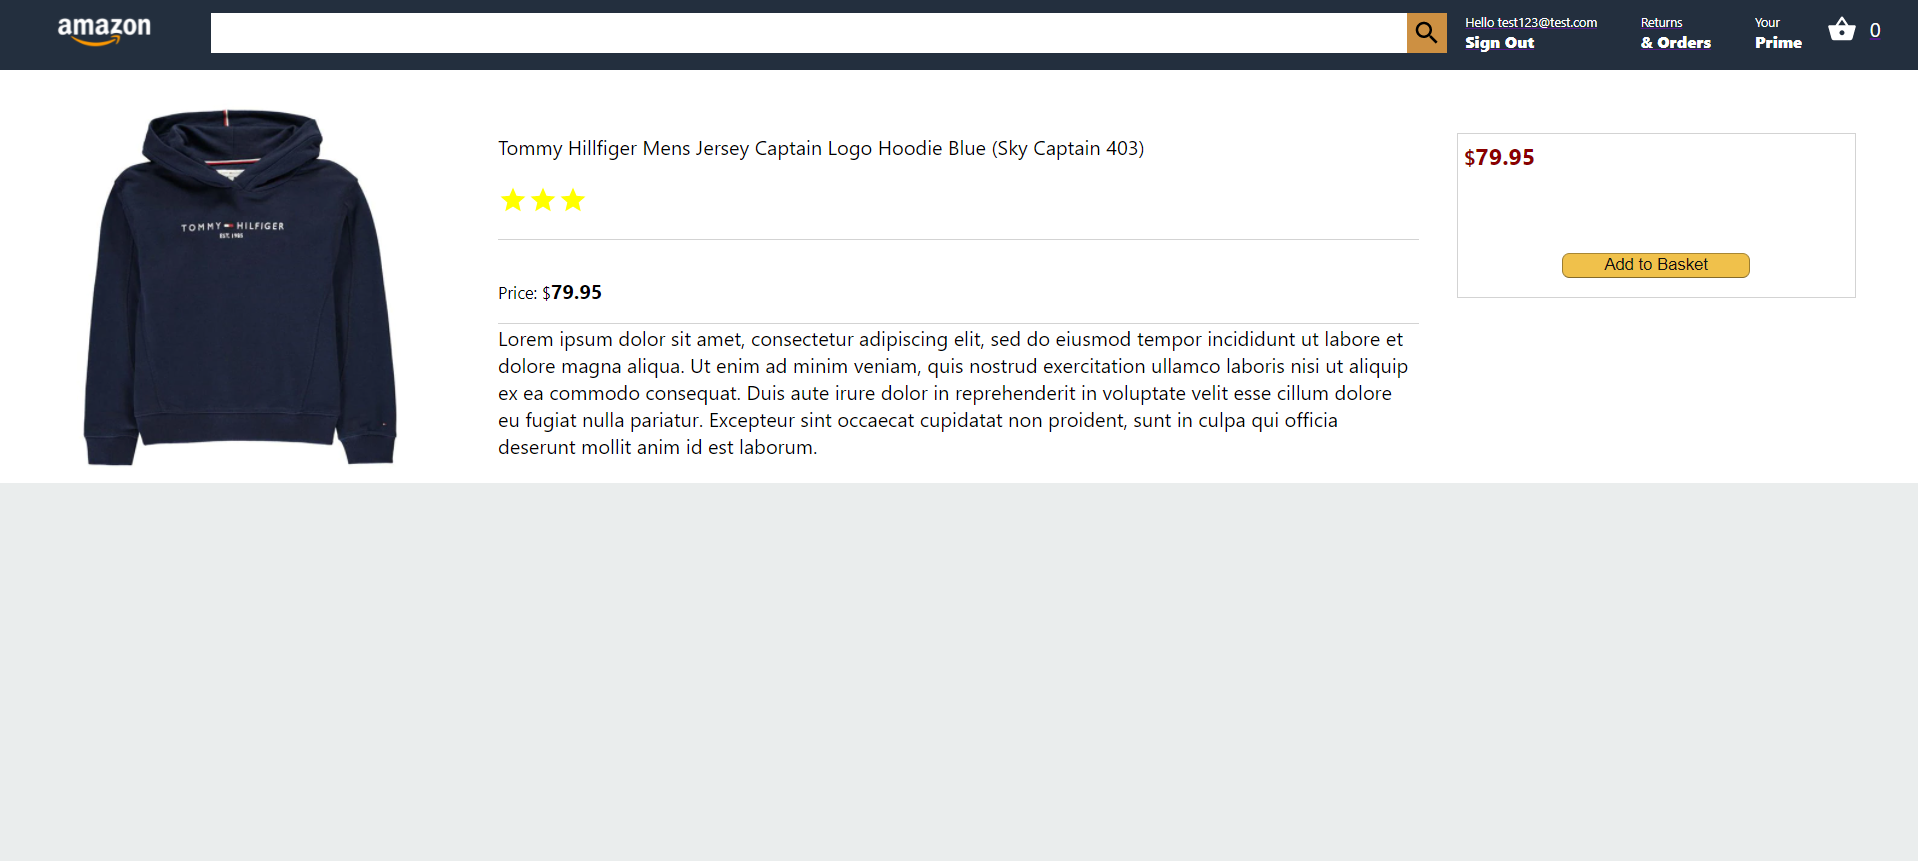 amazon
Hello test123@test.com
Sign Out
Returns
& Orders
Your
Prime
0
TOMMY HILFIGER
EST. 1985
Tommy Hillfiger Mens Jersey Captain Logo Hoodie Blue (Sky Captain 403)
Price: $79.95
Lorem ipsum dolor sit amet, consectetur adipiscing elit, sed do eiusmod tempor incididunt ut labore et
dolore magna aliqua. Ut enim ad minim veniam, quis nostrud exercitation ullamco laboris nisi ut aliquip
ex ea commodo consequat. Duis aute irure dolor in reprehenderit in voluptate velit esse cillum dolore
eu fugiat nulla pariatur. Excepteur sint occaecat cupidatat non proident, sunt in culpa qui officia
deserunt mollit anim id est laborum.
$79.95
Add to Basket